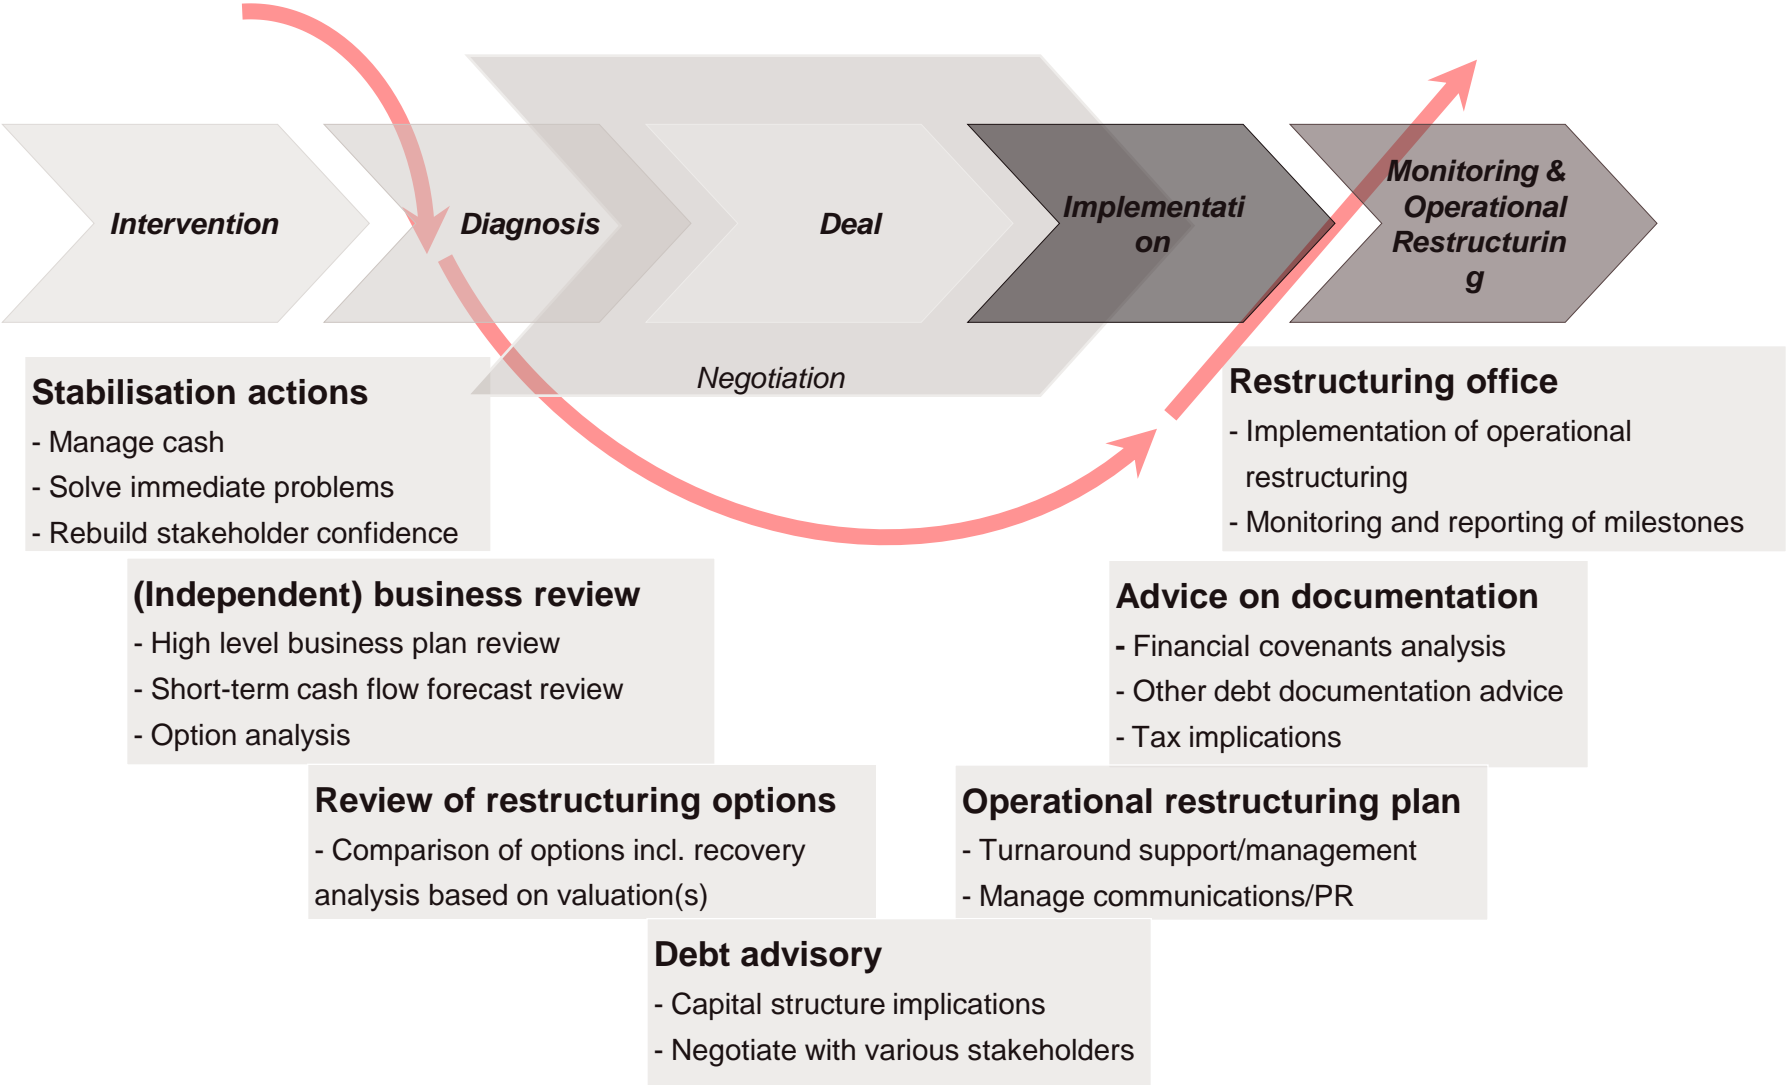 Intervention
Diagnosis
Deal
Implementati
on
Monitoring &
Operational
Restructurin
g
Negotiation
Stabilisation actions
- Manage cash
- Solve immediate problems
- Rebuild stakeholder confidence
(Independent) business review
- High level business plan review
- Short-term cash flow forecast review
- Option analysis
Review of restructuring options
- Comparison of options incl. recovery
analysis based on valuation(s)
Debt advisory
- Capital structure implications
- Negotiate with various stakeholders
Operational restructuring plan
- Turnaround support/management
- Manage communications/PR
Advice on documentation
- Financial covenants analysis
- Other debt documentation advice
- Tax implications
Restructuring office
- Implementation of operational
restructuring
- Monitoring and reporting of milestones